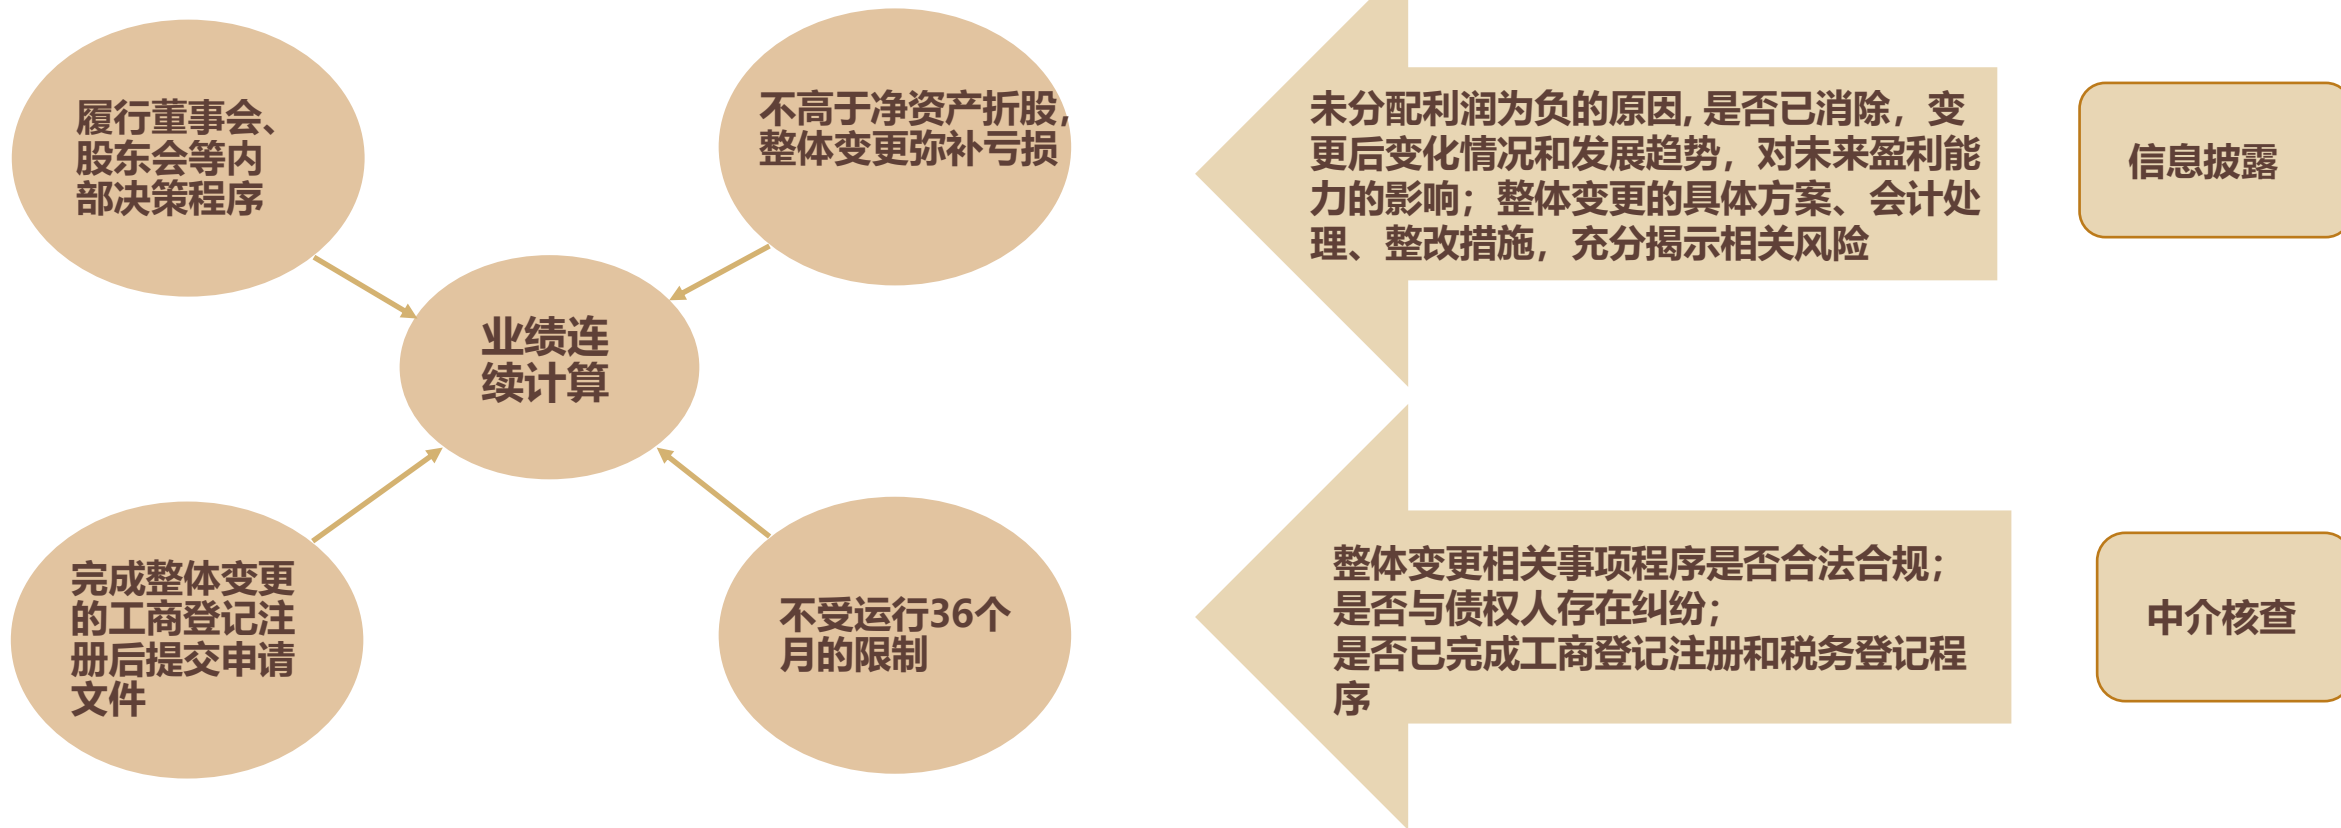 履行董事会、
股东会等内
部决策程序
不高于净资产折股，
整体变更弥补亏损
业绩连
续计算
完成整体变更
的工商登记注
册后提交申请
文件
不受运行36个
月的限制
未分配利润为负的原因, 是否已消除，变
更后变化情况和发展趋势，对未来盈利能
力的影响；整体变更的具体方案、会计处
理、整改措施，充分揭示相关风险
信息披露
整体变更相关事项程序是否合法合规；
是否与债权人存在纠纷；
是否已完成工商登记注册和税务登记程
序
中介核查